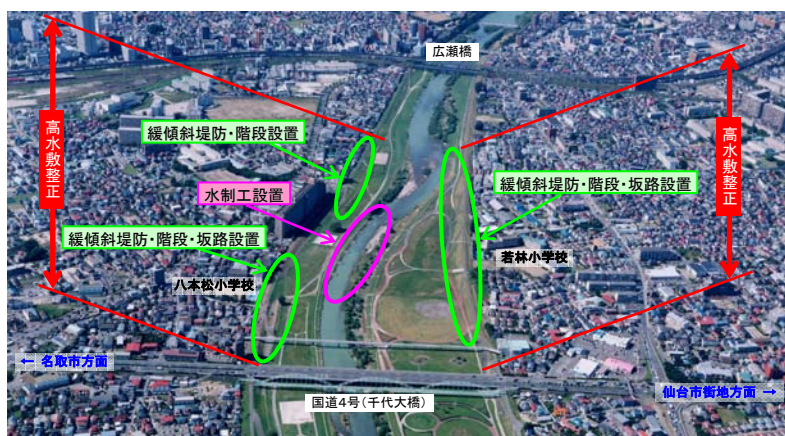 広瀬橋
高水敷整正
緩傾斜堤防・階段設置
水制工設置
緩傾斜堤防・階段・坂路設置
八本松小学校
緩傾斜堤防・階段・坂路設置
若林小学校
高水敷整正
← 名取市方面
国道4号(千代大橋)
仙台市街地方面 →